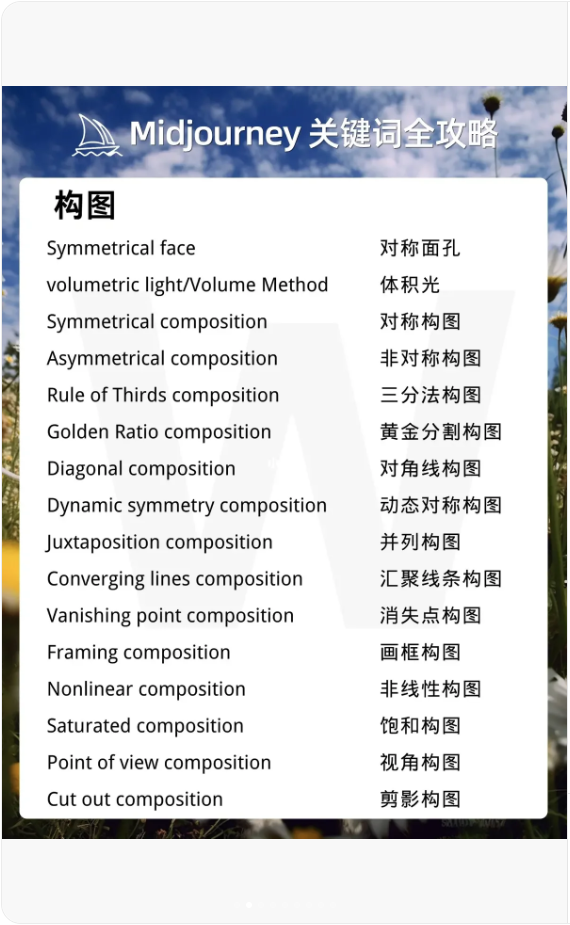 Midjourney 关键词全攻略
构图
Symmetrical face 对称面孔
volumetric light/Volume Method 体积光
Symmetrical composition 对称构图
Asymmetrical composition 非对称构图
Rule of Thirds composition 三分法构图
Golden Ratio composition 黄金分割构图
Diagonal composition 对角线构图
Dynamic symmetry composition 动态对称构图
Juxtaposition composition 并列构图
Converging lines composition 汇聚线条构图
Vanishing point composition 消失点构图
Framing composition 画框构图
Nonlinear composition 非线性构图
Saturated composition 饱和构图
Point of view composition 视角构图
Cut out composition 剪影构图